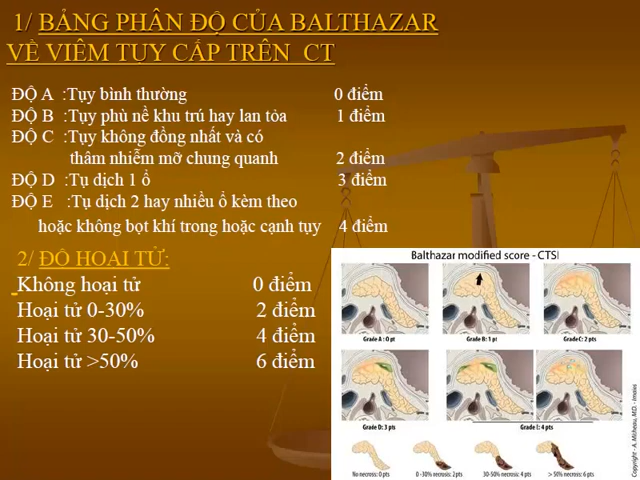 1/ BẢNG PHÂN ĐỘ CỦA BALTHAZAR
VỀ VIÊM TUY CẤP TRÊN CT
ĐỘ A :Tụy bình thường 0 điểm
ĐỘ B :Tụy phù nề khu trú hay lan tỏa 1 điểm
ĐỘ C :Tụy không đồng nhất và có
thâm nhiễm mỡ chung quanh 2 điểm
ĐỘ D :Tụ dịch 1 ổ 3 điểm
ĐỘ E :Tụ dịch 2 hay nhiều ổ kèm theo
hoặc không bọt khí trong hoặc cạnh tụy 4 điểm
2/ ĐỘ HOẠI TỬ:
Không hoại tử 0 điểm
Hoại tử 0-30% 2 điểm
Hoại tử 30-50% 4 điểm
Hoại tử >50% 6 điểm
Balthazar modified score - CTSI
Grade A : 0 pt
Grade B: 1 pt
Grade C: 2 pts
Grade D: 3 pts
Grade E: 4 pts
No necrosis: 0 pts
0 -30% necrosis: 2 pts
30-50% necrosis: 4 pts
> 50% necrosis: 6 pts
Copyright - A. Micheau, M.D. - Imaios